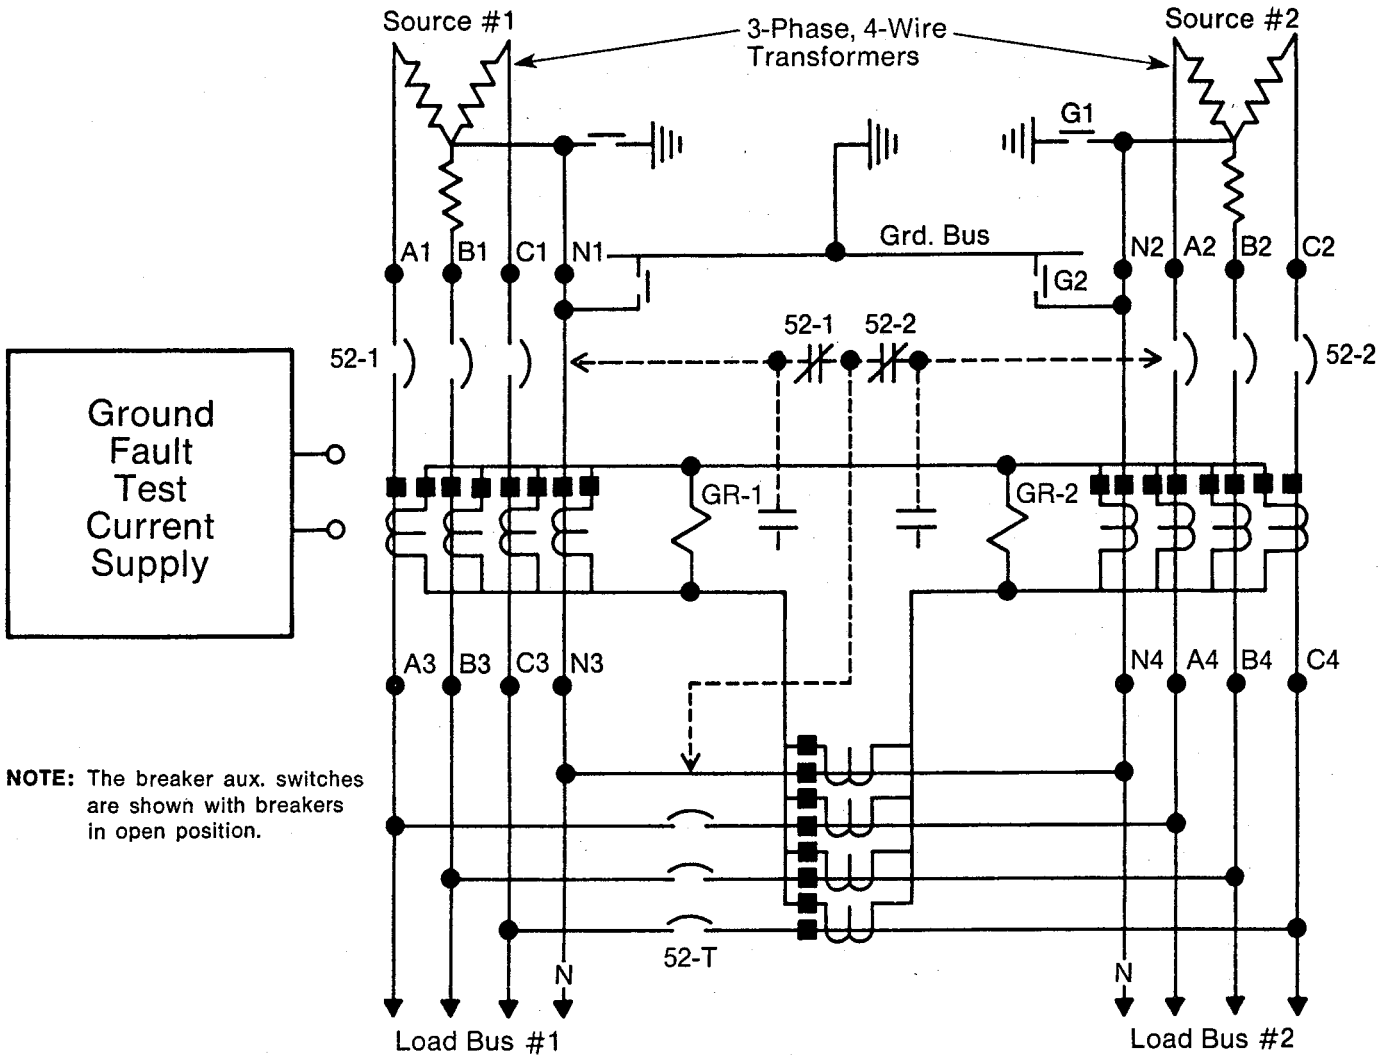 Source #1
3-Phase, 4-Wire
Transformers
Source #2
G1
A1
B1
C1
N1
Grd. Bus
N2
A2
B2
C2
G2
52-1
52-1
52-2
52-2
Ground
Fault
Test
Current
Supply
GR-1
GR-2
A3
B3
C3
N3
N4
A4
B4
C4
NOTE: The breaker aux. switches
are shown with breakers
in open position.
52-T
N
N
Load Bus #1
Load Bus #2